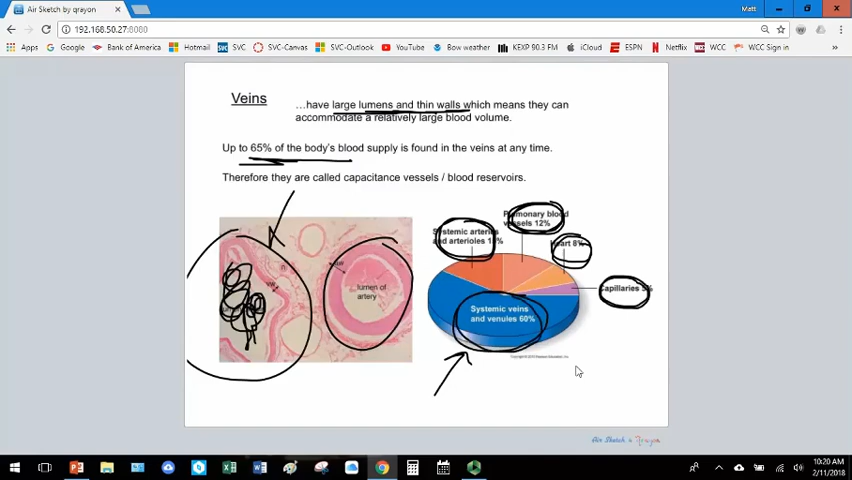 Air Sketch by qrayon
Matt
192.168.50.27:8080
Apps Google Bank of America Hotmail SVC SVC-Canvas SVC-Outlook YouTube Bow weather KEXP 90.3 FM iCloud ESPN Netflix WCC WCC Sign in
Veins
…have large lumens and thin walls which means they can
accommodate a relatively large blood volume.
Up to 65% of the body's blood supply is found in the veins at any time.
Therefore they are called capacitance vessels / blood reservoirs.
Pulmonary blood
vessels 12%
Systemic arteries
and arterioles
Heart 8%
Capillaries 5%
lumen of
artery
Systemic veins
and venules 60%
Air Sketch by Qrayon
10:20 AM
2/11/2018